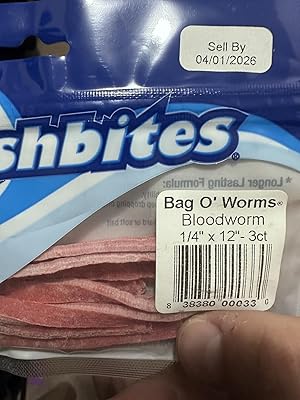 Sell By
04/01/2026
shbites®
* Longer Lasting Formula:
Bag O' Worms®
Bloodworm
1/4" x 12"- 3ct
8 38380 00033 0